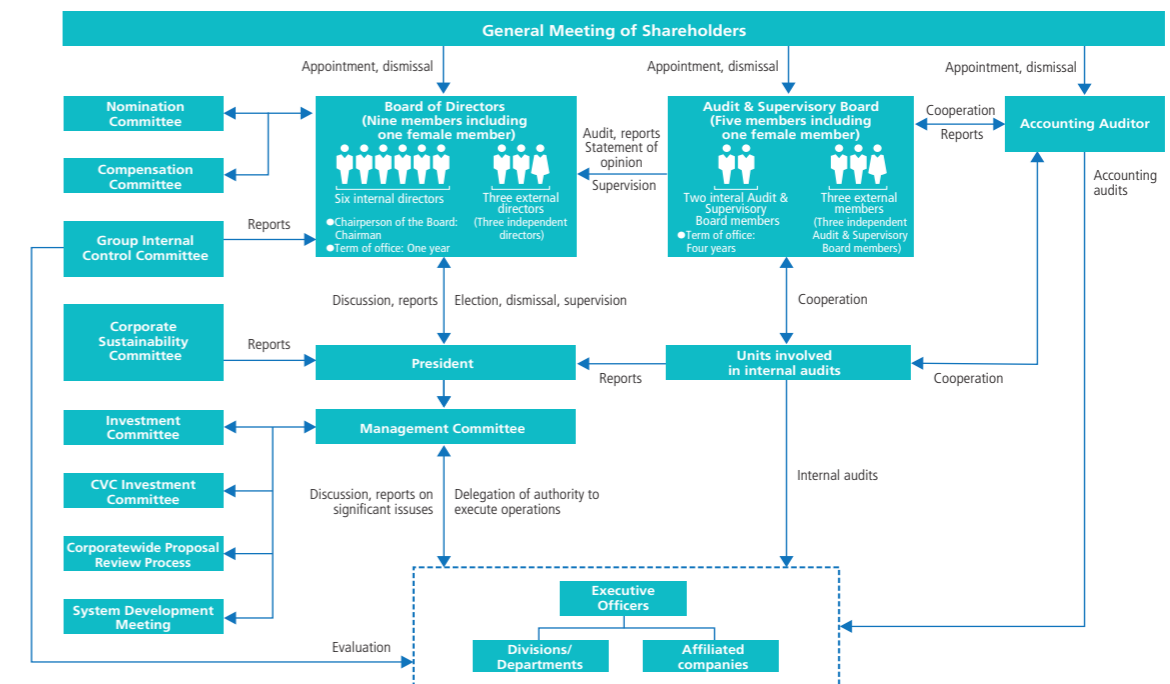 General Meeting of Shareholders
Appointment, dismissal
Appointment, dismissal
Appointment, dismissal
Nomination
Committee
Compensation
Committee
Group Internal
Control Committee
Corporate
Sustainability
Committee
Investment
Committee
CVC Investment
Committee
Corporatewide Proposal
Review Process
System Development
Meeting
Reports
Reports
Board of Directors
(Nine members including
one female member)
Six internal directors
●Chairperson of the Board:
Chairman
●Term of office: One year
Three external
directors
(Three independent
directors)
Audit, reports
Statement of
opinion
Supervision
Audit & Supervisory Board
(Five members including
one female member)
Two interal Audit &
Supervisory
Board members
●Term of office:
Four years
Three external
members
(Three independent
Audit & Supervisory
Board members)
Cooperation
Reports
Accounting Auditor
Accounting
audits
Discussion, reports
Election, dismissal, supervision
Cooperation
President
Reports
Units involved
in internal audits
Cooperation
Management Committee
Discussion, reports on
significant issuses
Delegation of authority to
execute operations
Internal audits
Evaluation
Executive
Officers
Divisions/
Departments
Affiliated
companies